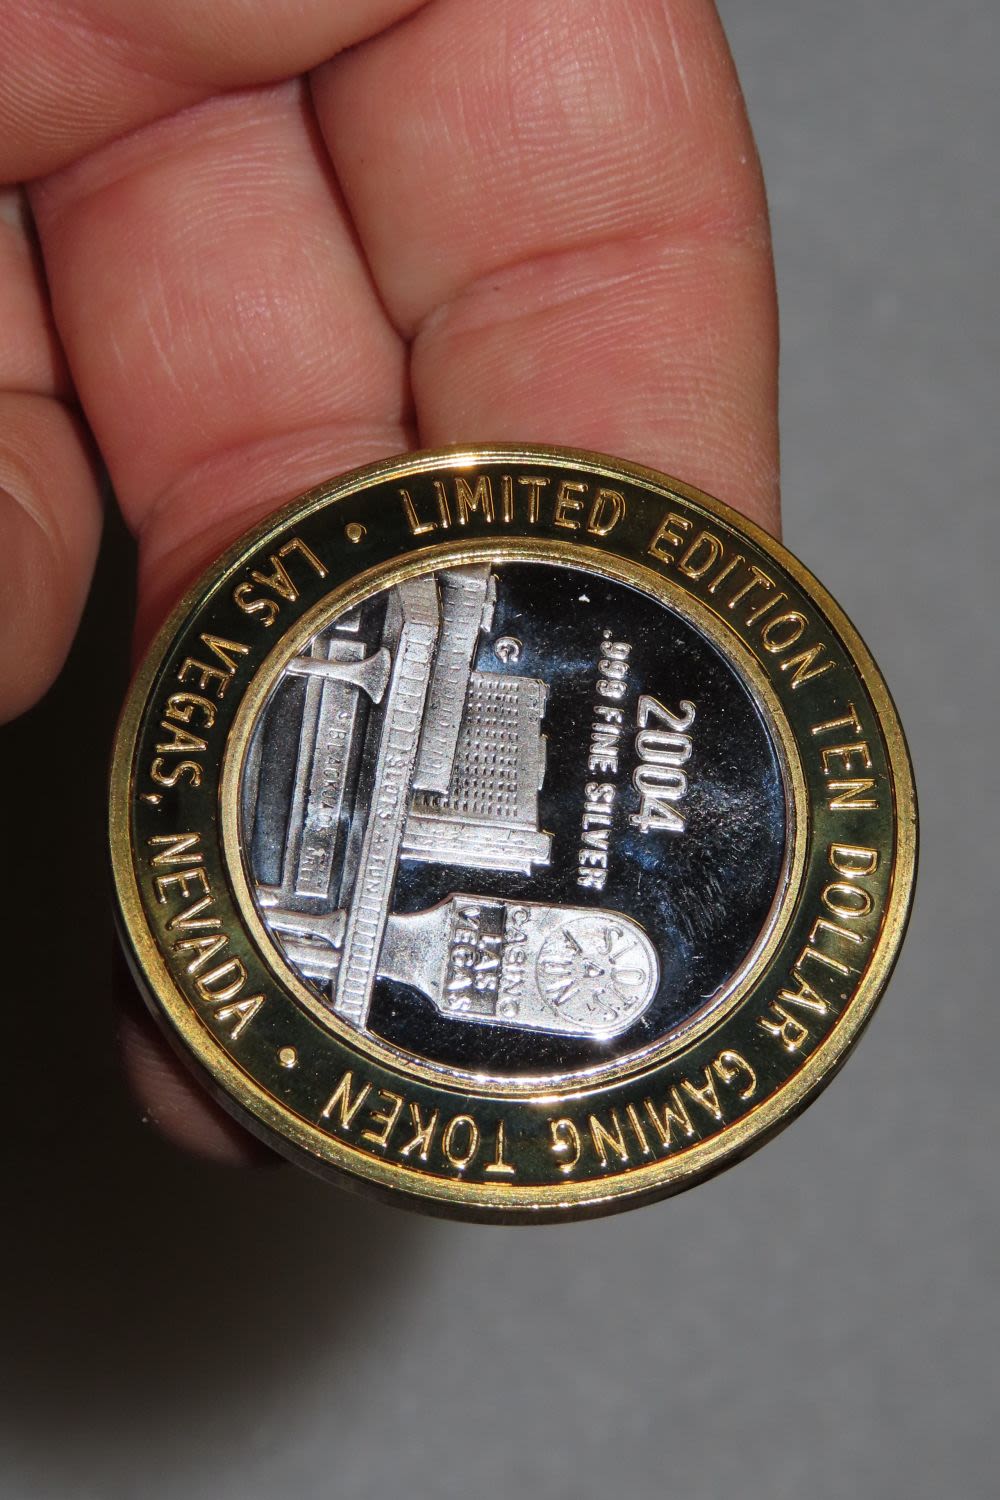 LIMITED EDITION TEN DOLLAR GAMING TOKEN
• LAS VEGAS, NEVADA •
2004
.999 FINE SILVER
G
SLOTS
A
FUN
CASINO
LAS
VEGAS
SLOTS • A • FUN